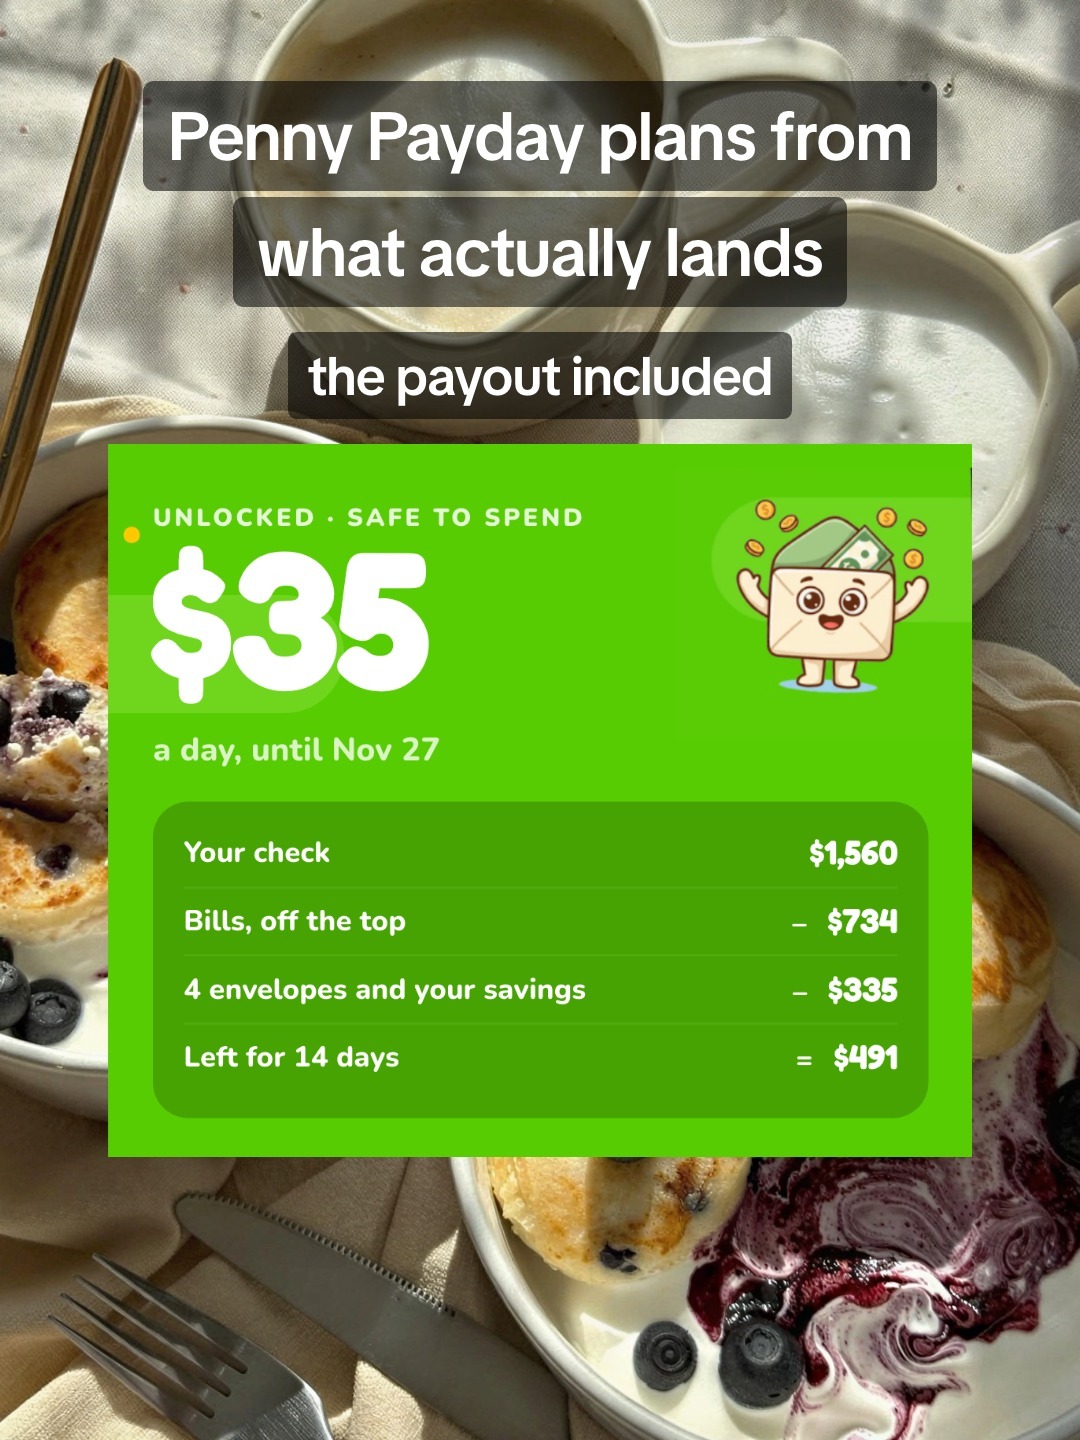 Penny Payday plans from
what actually lands
the payout included
UNLOCKED · SAFE TO SPEND
$35
a day, until Nov 27
Your check $1,560
Bills, off the top – $734
4 envelopes and your savings – $335
Left for 14 days = $491